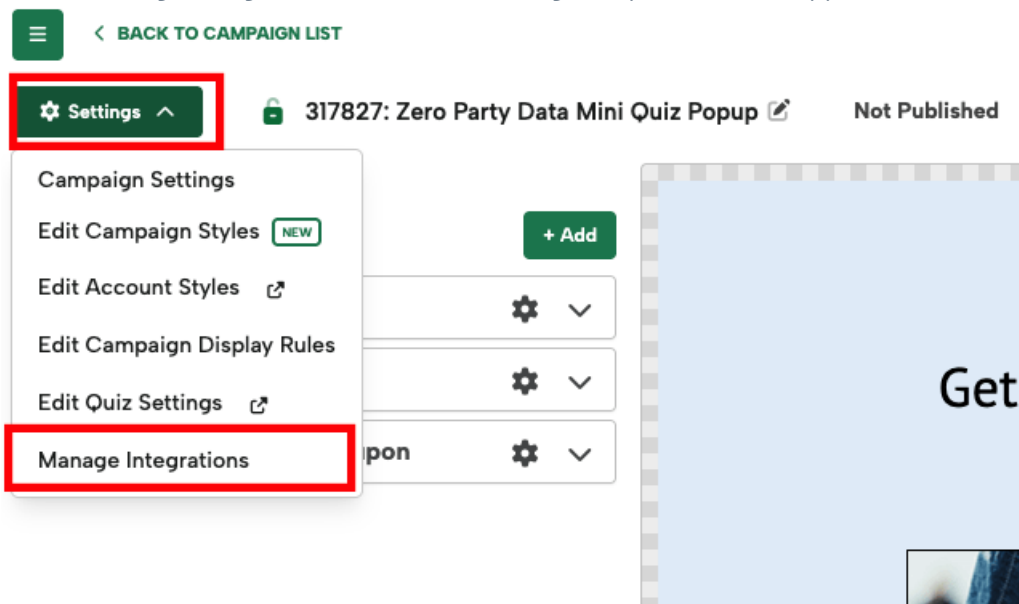 BACK TO CAMPAIGN LIST
Settings
317827: Zero Party Data Mini Quiz Popup
Not Published
Campaign Settings
Edit Campaign Styles NEW
+ Add
Edit Account Styles
Edit Campaign Display Rules
Edit Quiz Settings
Get
Manage Integrations
pon